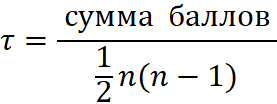 τ = сумма баллов / (1/2 n(n − 1))